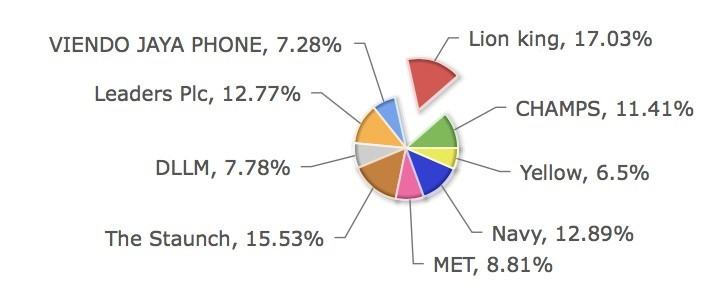 VIENDO JAYA PHONE, 7.28%
Lion king, 17.03%
Leaders Plc, 12.77%
CHAMPS, 11.41%
DLLM, 7.78%
Yellow, 6.5%
The Staunch, 15.53%
Navy, 12.89%
MET, 8.81%